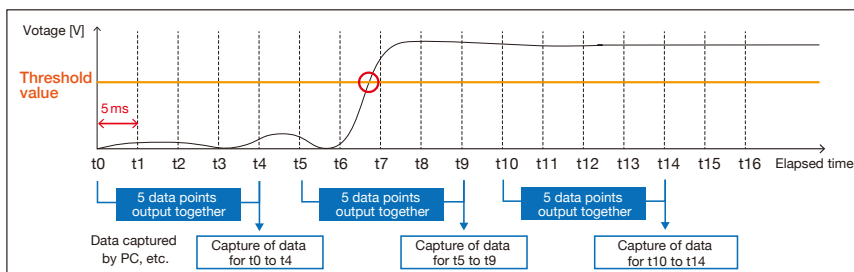 Votage [V]
Threshold
value
5 ms
t0 t1 t2 t3 t4 t5 t6 t7 t8 t9 t10 t11 t12 t13 t14 t15 t16 Elapsed time
5 data points
output together
5 data points
output together
5 data points
output together
Data captured
by PC, etc.
Capture of data
for t0 to t4
Capture of data
for t5 to t9
Capture of data
for t10 to t14